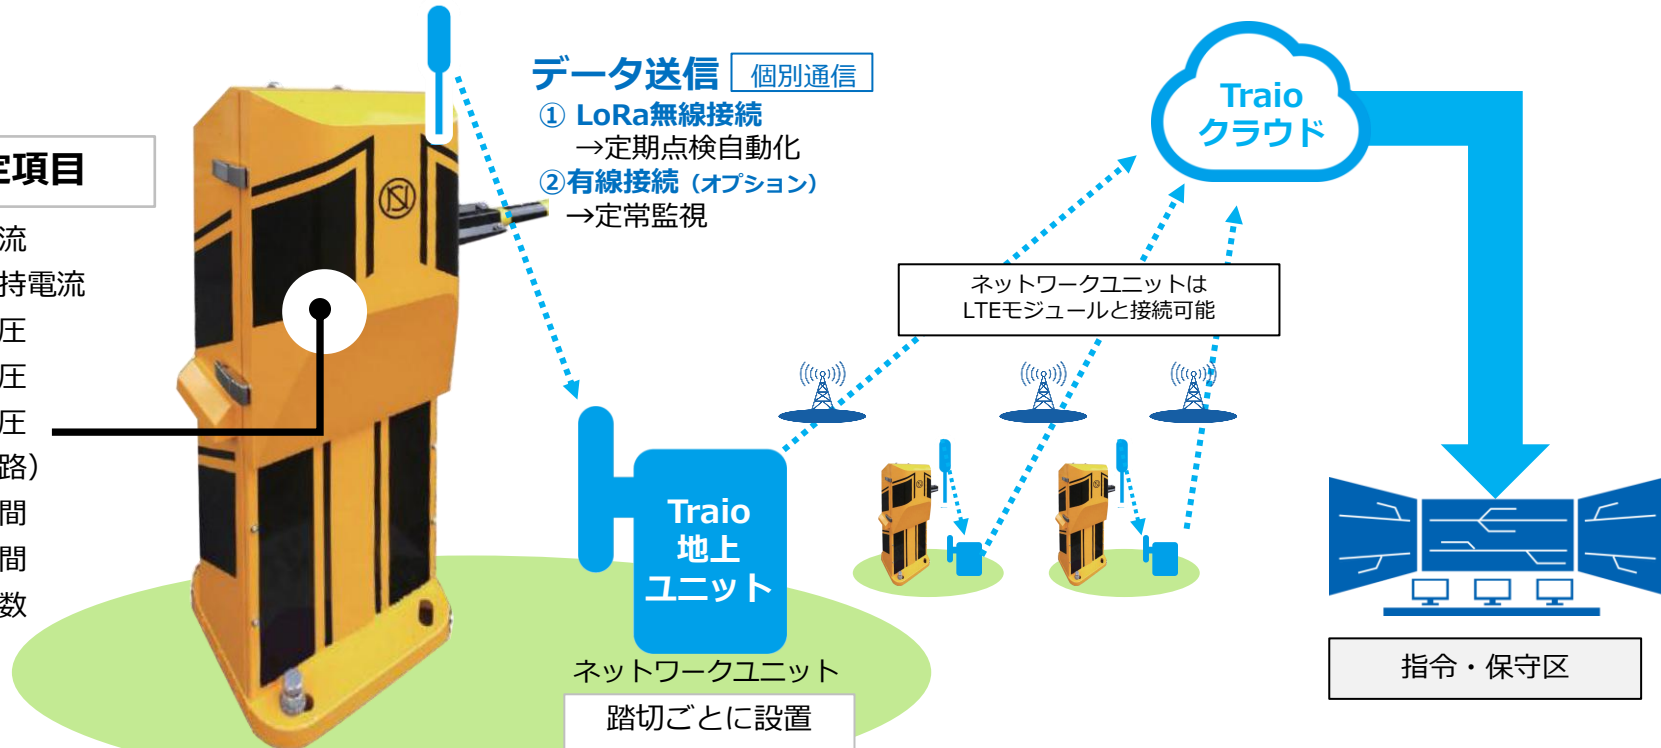 データ送信 個別通信
① LoRa無線接続
→定期点検自動化
②有線接続（オプション）
→定常監視
定項目
流
持電流
圧
圧
圧
路）
間
間
数
Traio
クラウド
ネットワークユニットは
LTEモジュールと接続可能
Traio
地上
ユニット
ネットワークユニット
踏切ごとに設置
指令・保守区